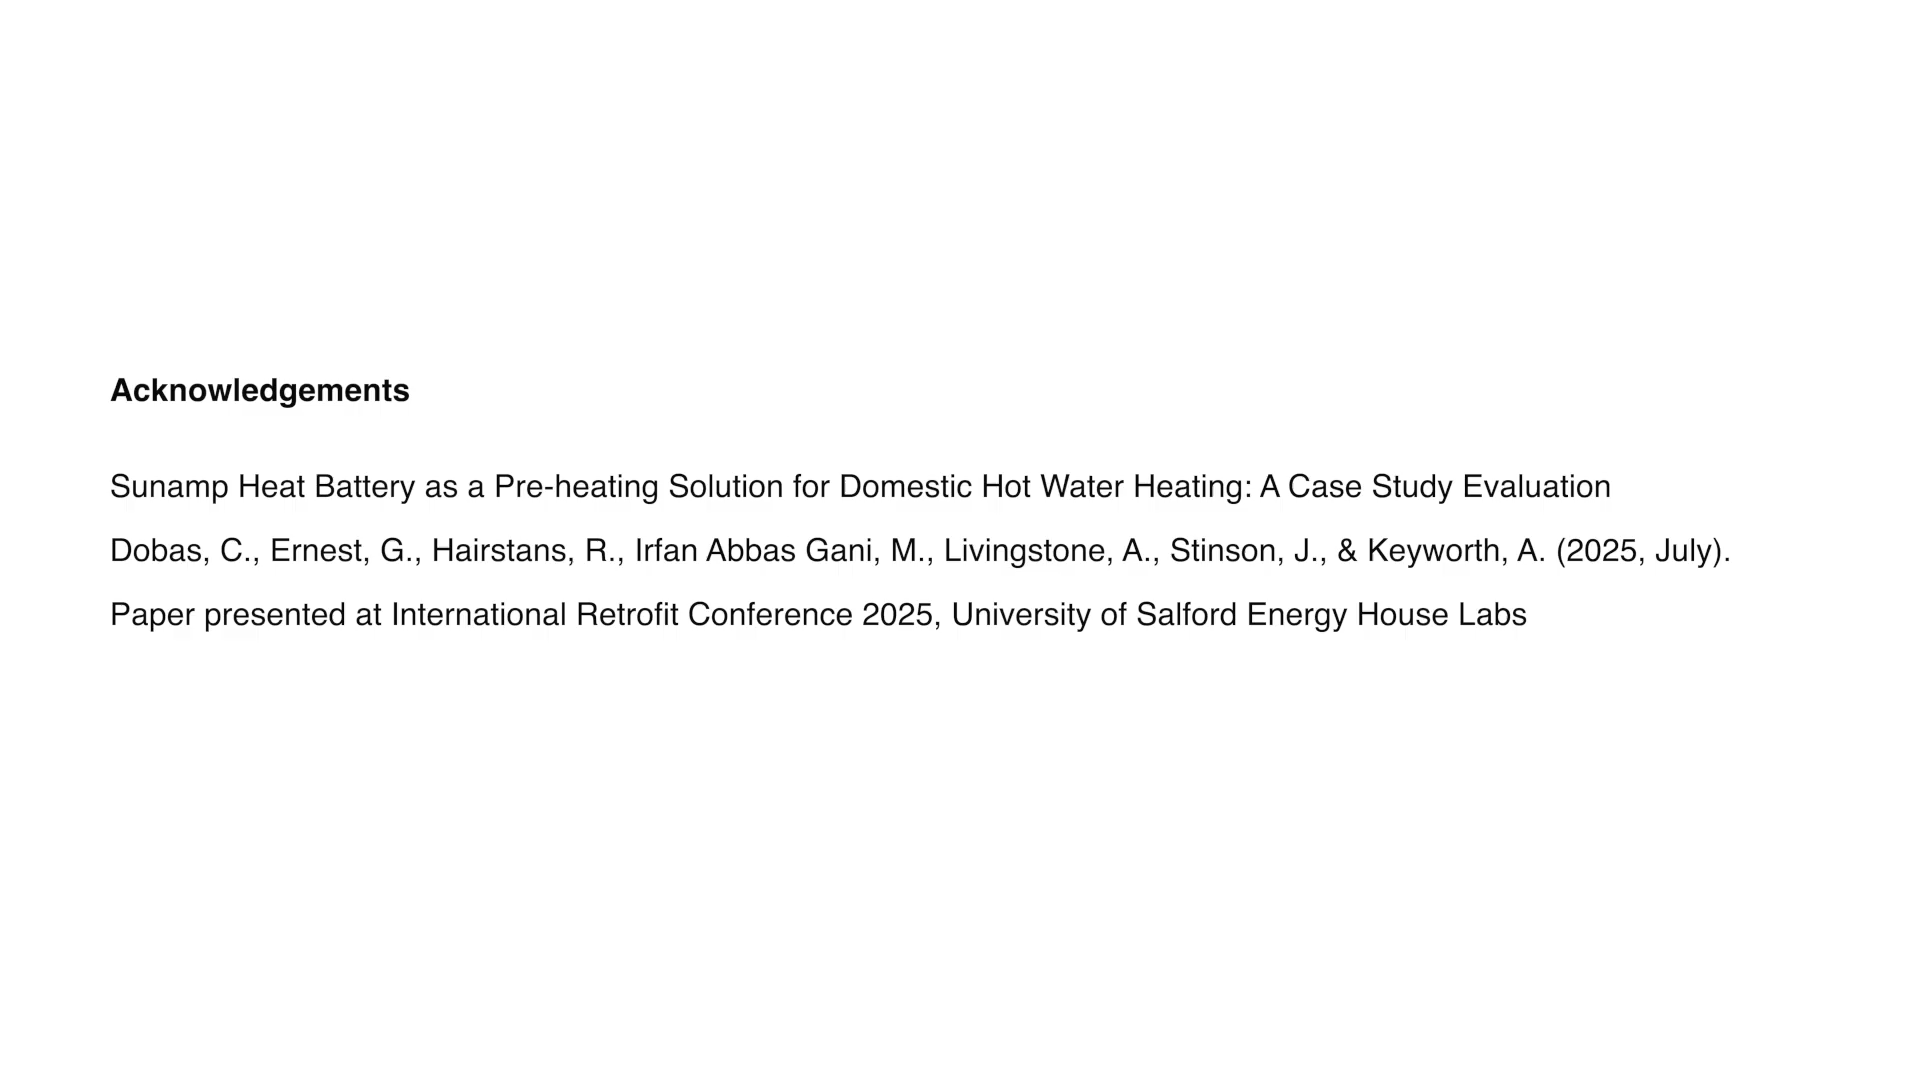 Acknowledgements
Sunamp Heat Battery as a Pre-heating Solution for Domestic Hot Water Heating: A Case Study Evaluation
Dobas, C., Ernest, G., Hairstans, R., Irfan Abbas Gani, M., Livingstone, A., Stinson, J., & Keyworth, A. (2025, July).
Paper presented at International Retrofit Conference 2025, University of Salford Energy House Labs